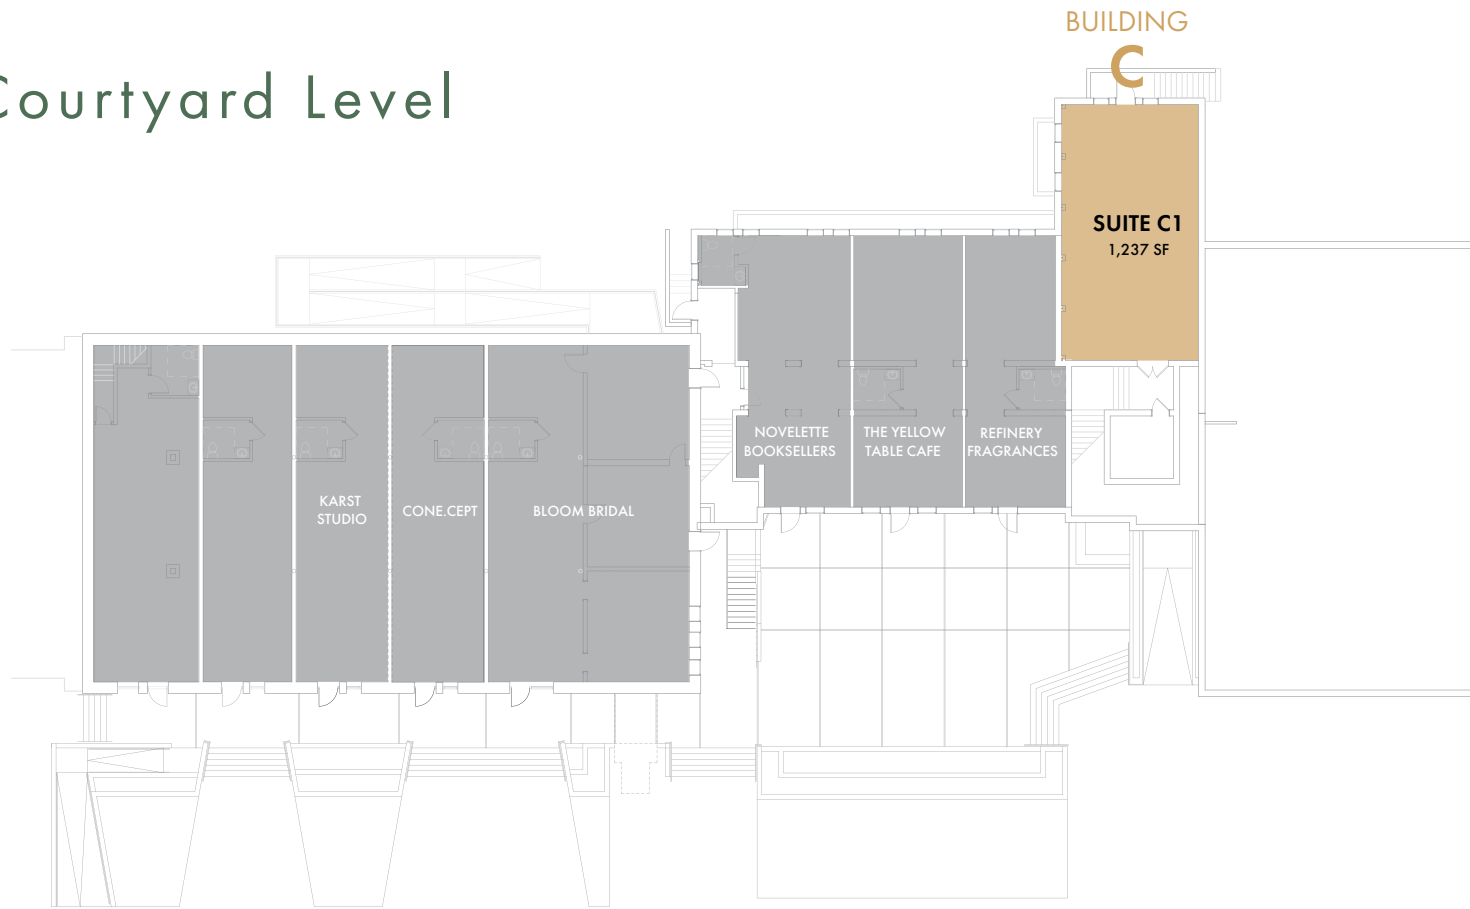 BUILDING
C
Courtyard Level
SUITE C1
1,237 SF
NOVELETTE
BOOKSELLERS
THE YELLOW
TABLE CAFE
REFINERY
FRAGRANCES
KARST
STUDIO
CONE.CEPT
BLOOM BRIDAL